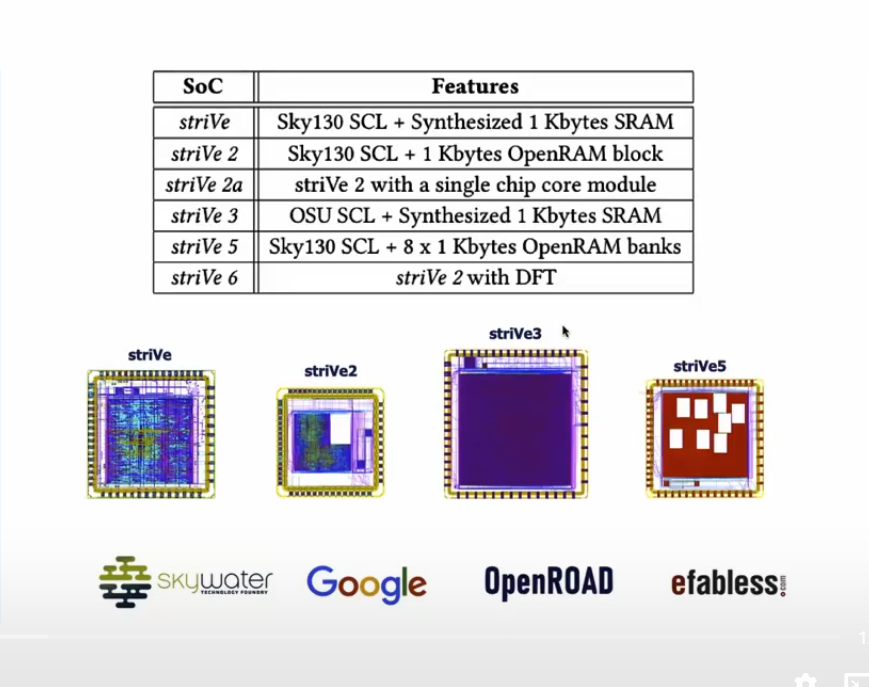 SoC Features
striVe Sky130 SCL + Synthesized 1 Kbytes SRAM
striVe 2 Sky130 SCL + 1 Kbytes OpenRAM block
striVe 2a striVe 2 with a single chip core module
striVe 3 OSU SCL + Synthesized 1 Kbytes SRAM
striVe 5 Sky130 SCL + 8 x 1 Kbytes OpenRAM banks
striVe 6 striVe 2 with DFT
striVe
striVe2
striVe3
striVe5
skywater
TECHNOLOGY FOUNDRY
Google
OpenROAD
efabless.com
1